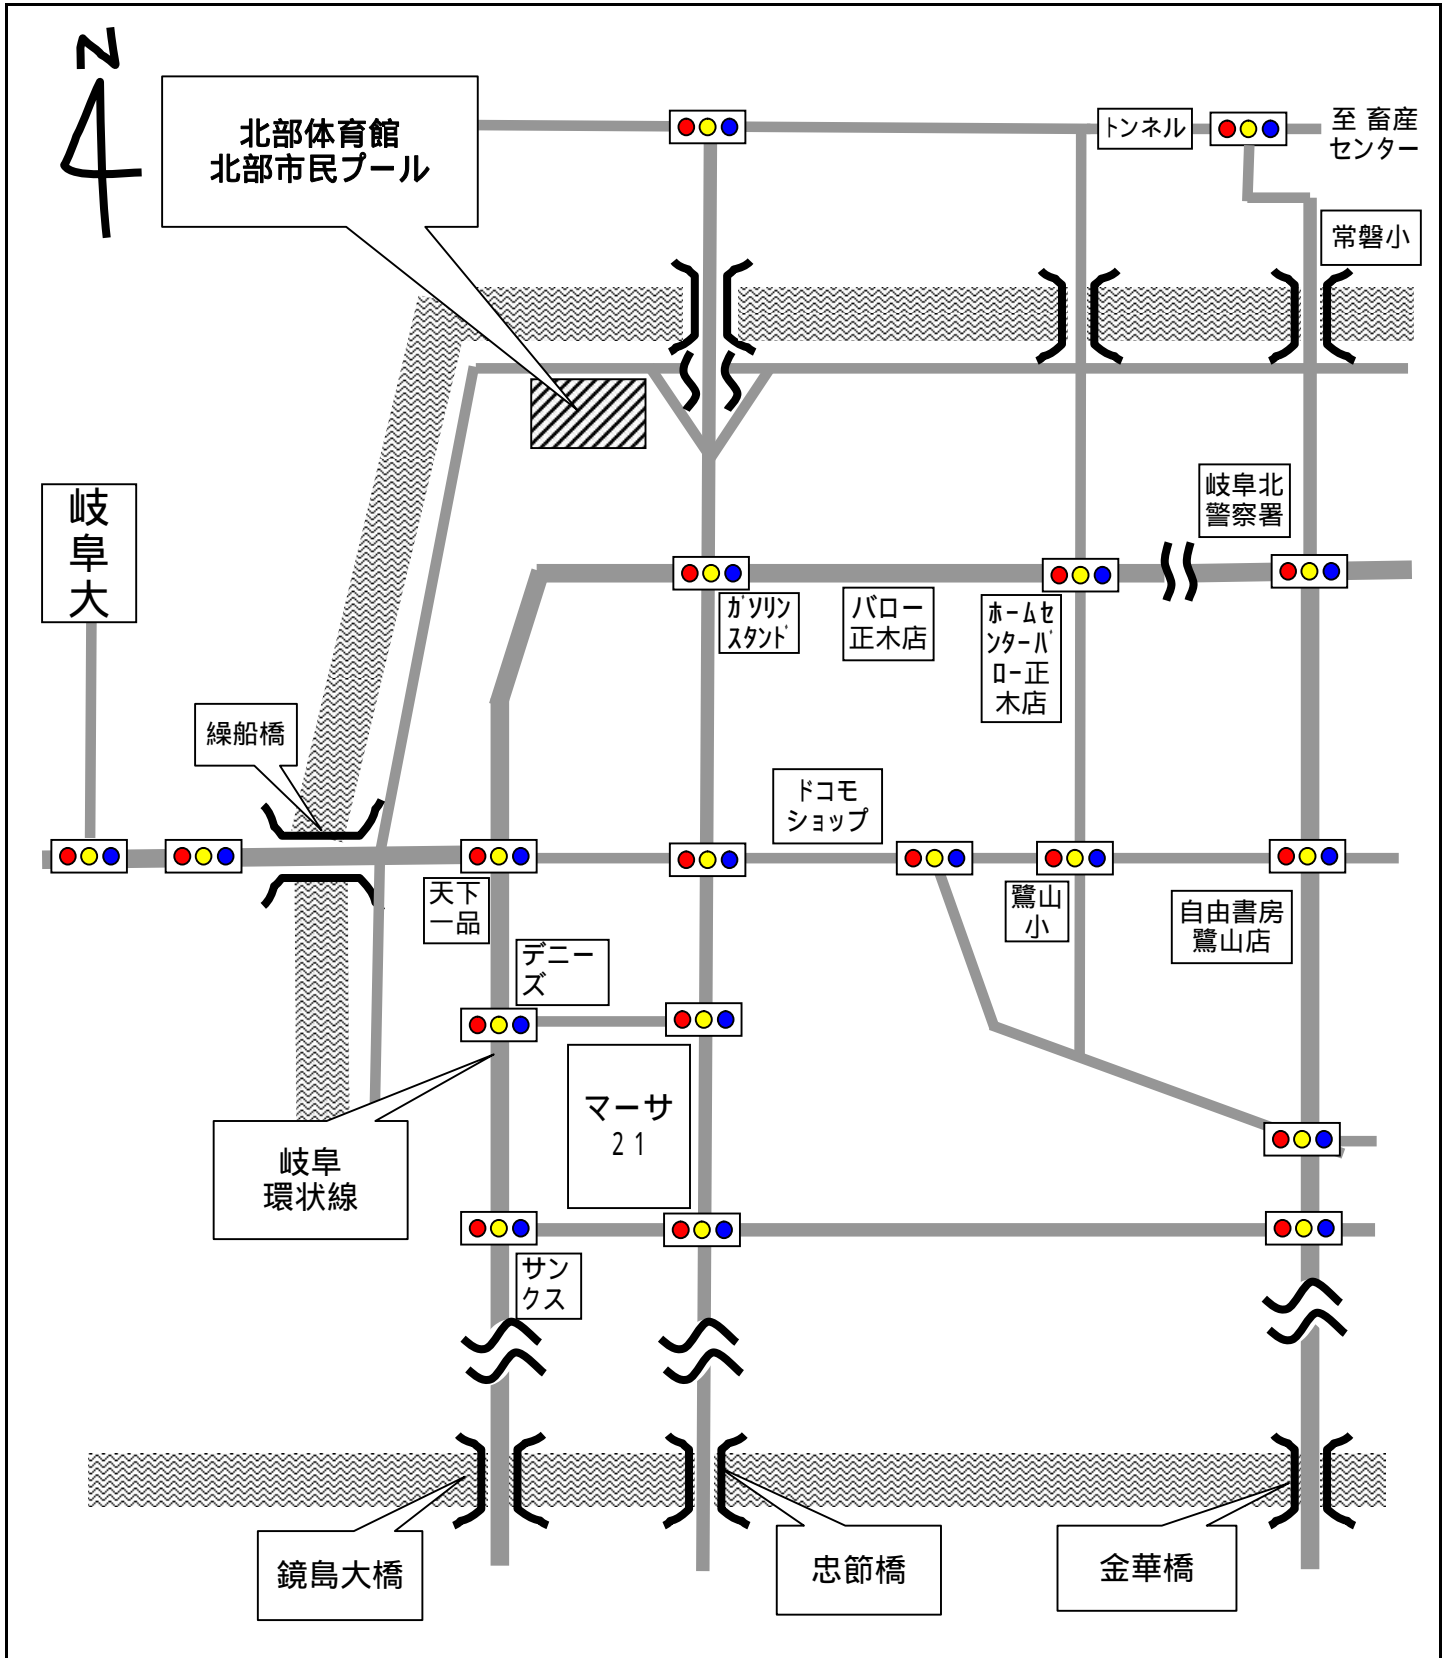 N
北部体育館
北部市民プール
トンネル
至 畜産
センター
常磐小
岐阜北
警察署
岐
阜
大
ガソリン
スタンド
バロー
正木店
ホームセ
ンターバ
ロー正
木店
繰船橋
ドコモ
ショップ
天下
一品
鷺山
小
自由書房
鷺山店
デニー
ズ
マーサ
21
岐阜
環状線
サン
クス
鏡島大橋
忠節橋
金華橋